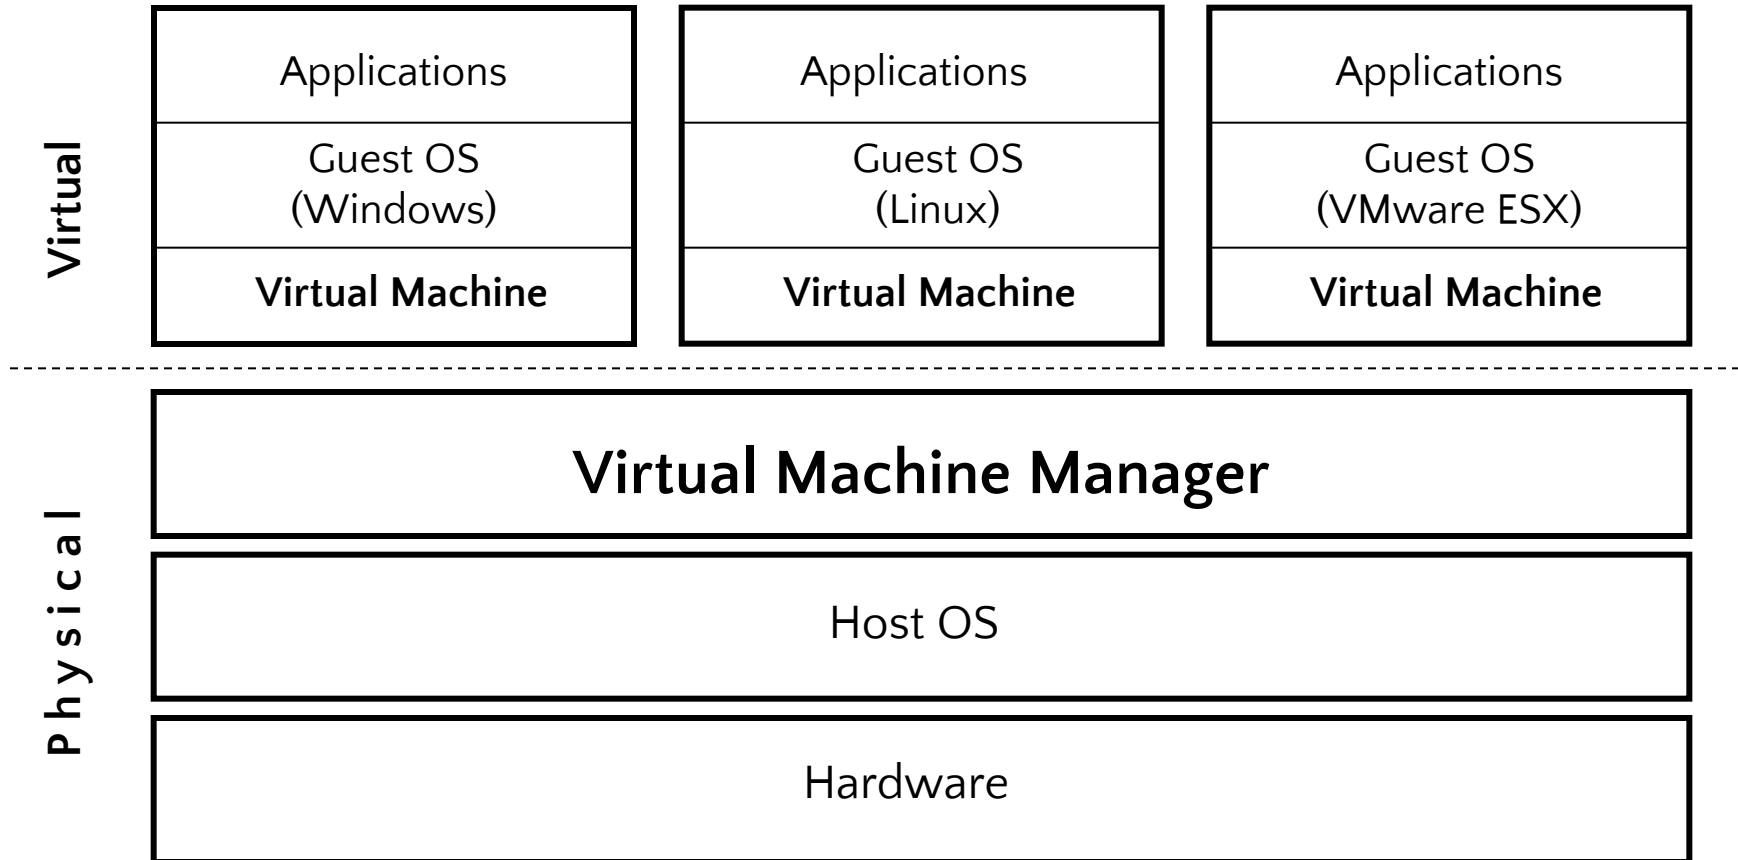 Virtual
Applications
Guest OS
(Windows)
Virtual Machine
Applications
Guest OS
(Linux)
Virtual Machine
Applications
Guest OS
(VMware ESX)
Virtual Machine
Physical
Virtual Machine Manager
Host OS
Hardware